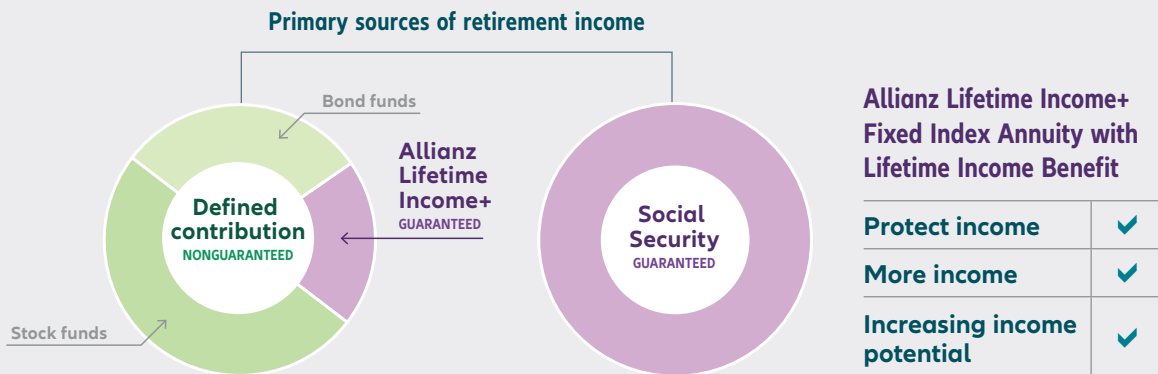 Primary sources of retirement income
Bond funds
Allianz
Lifetime
Income+
GUARANTEED
Defined
contribution
NONGUARANTEED
Stock funds
Social
Security
GUARANTEED
Allianz Lifetime Income+
Fixed Index Annuity with
Lifetime Income Benefit
Protect income
More income
Increasing income
potential